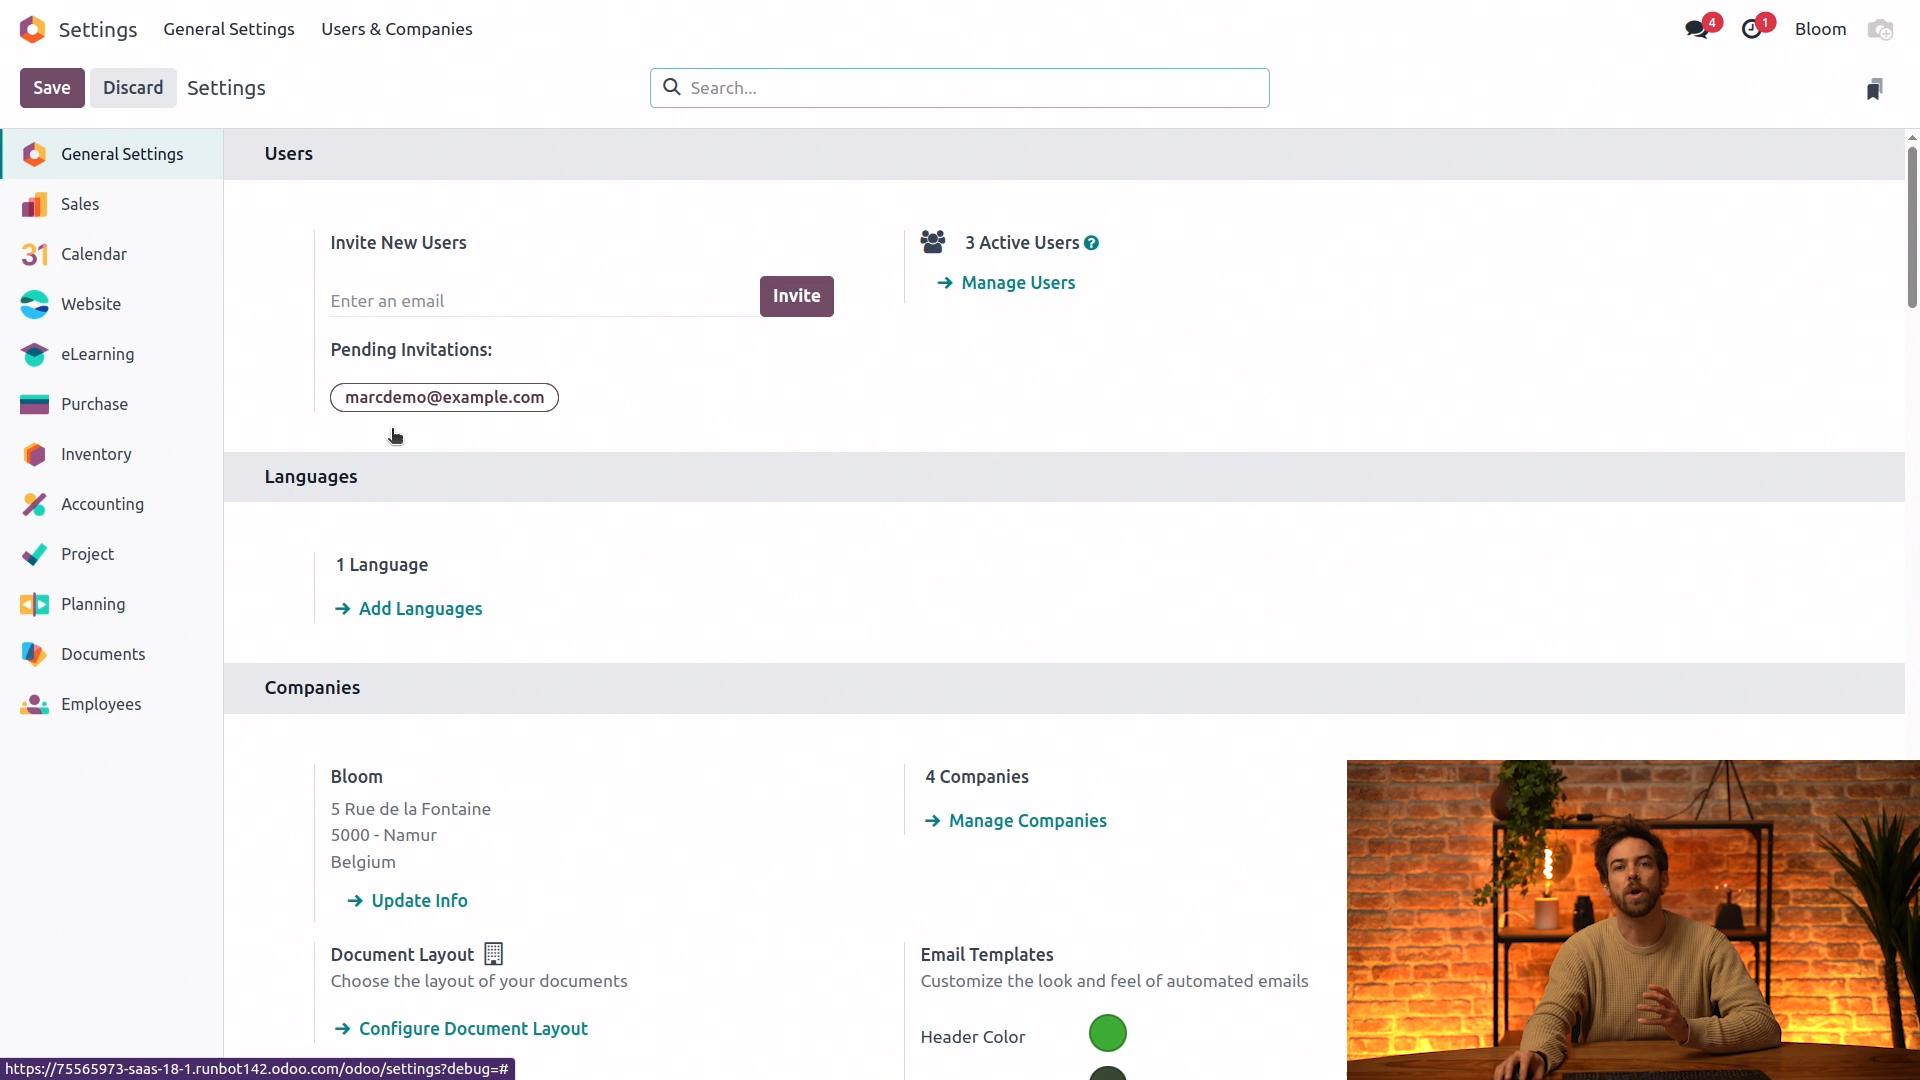 Settings
General Settings
Users & Companies
4
1
Bloom
Save
Discard
Settings
Search...
General Settings
Sales
31
Calendar
Website
eLearning
Purchase
Inventory
Accounting
Project
Planning
Documents
Employees
Users
Invite New Users
Enter an email
Invite
Pending Invitations:
marcdemo@example.com
3 Active Users ?
→ Manage Users
Languages
1 Language
→ Add Languages
Companies
Bloom
5 Rue de la Fontaine
5000 - Namur
Belgium
→ Update Info
4 Companies
→ Manage Companies
Document Layout
Choose the layout of your documents
→ Configure Document Layout
Email Templates
Customize the look and feel of automated emails
Header Color
https://75565973-saas-18-1.runbot142.odoo.com/odoo/settings?debug=#